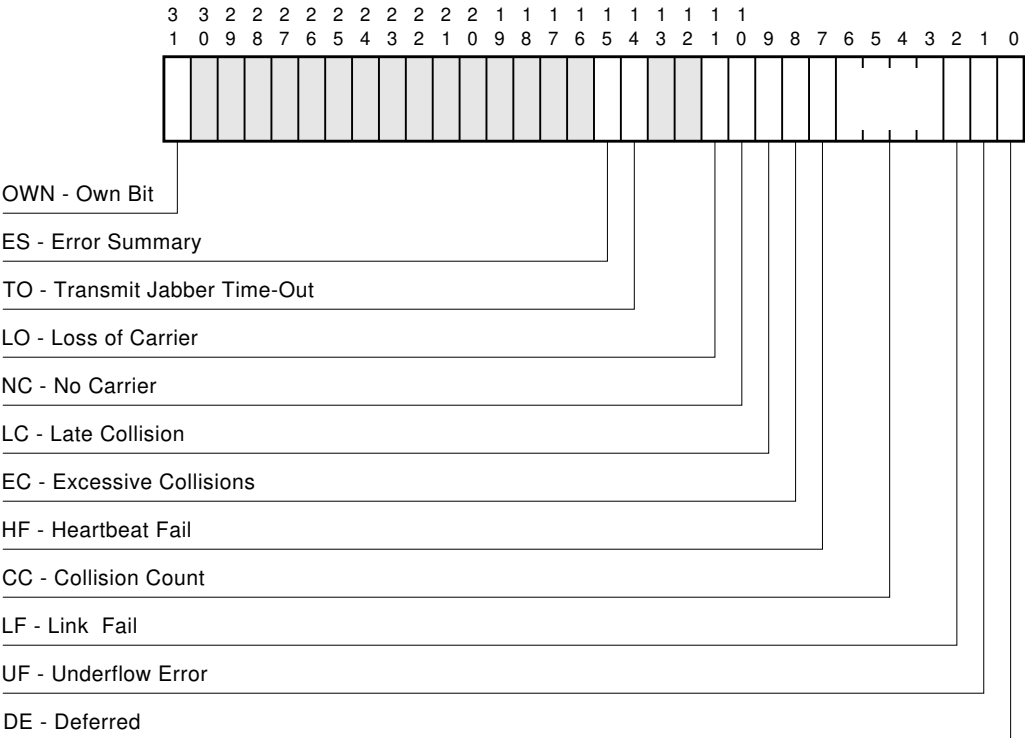 3 3 2 2 2 2 2 2 2 2 2 2 1 1 1 1 1 1 1 1 1 1
1 0 9 8 7 6 5 4 3 2 1 0 9 8 7 6 5 4 3 2 1 0 9 8 7 6 5 4 3 2 1 0
OWN - Own Bit
ES - Error Summary
TO - Transmit Jabber Time-Out
LO - Loss of Carrier
NC - No Carrier
LC - Late Collision
EC - Excessive Collisions
HF - Heartbeat Fail
CC - Collision Count
LF - Link Fail
UF - Underflow Error
DE - Deferred